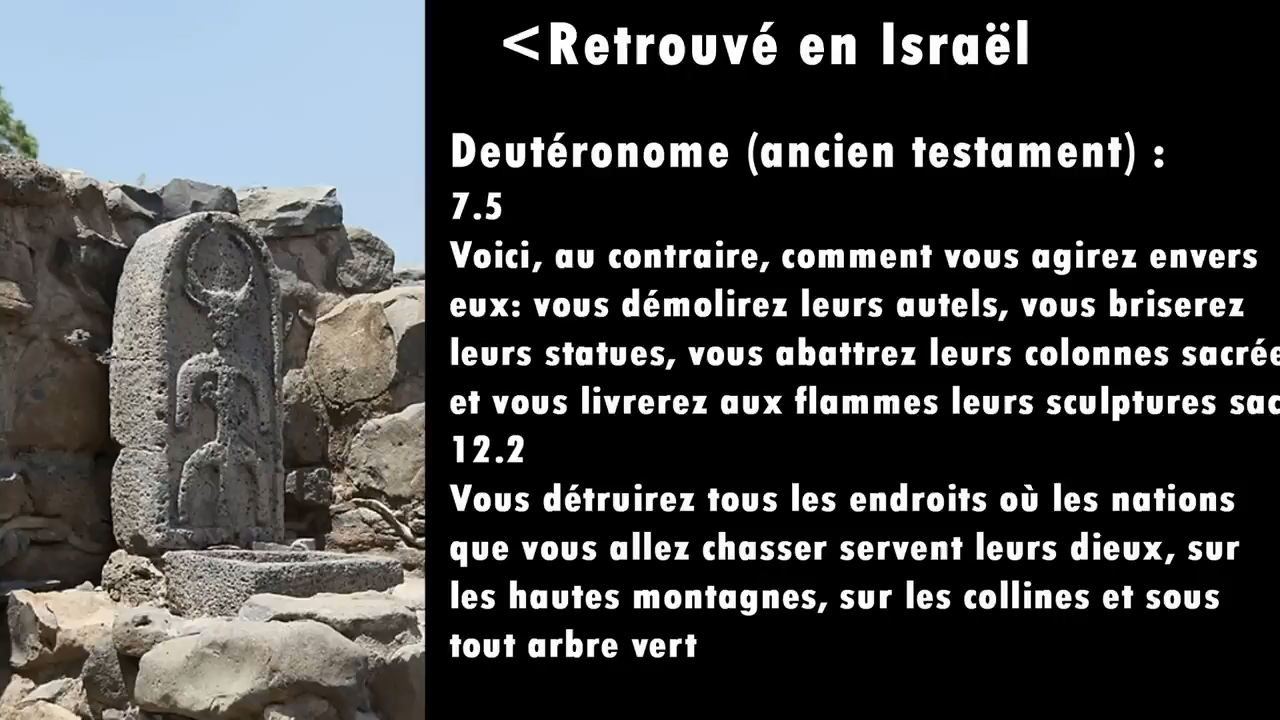 <Retrouvé en Israël
Deutéronome (ancien testament) :
7.5
Voici, au contraire, comment vous agirez envers
eux: vous démolirez leurs autels, vous briserez
leurs statues, vous abattrez leurs colonnes sacrée
et vous livrerez aux flammes leurs sculptures sac
12.2
Vous détruirez tous les endroits où les nations
que vous allez chasser servent leurs dieux, sur
les hautes montagnes, sur les collines et sous
tout arbre vert